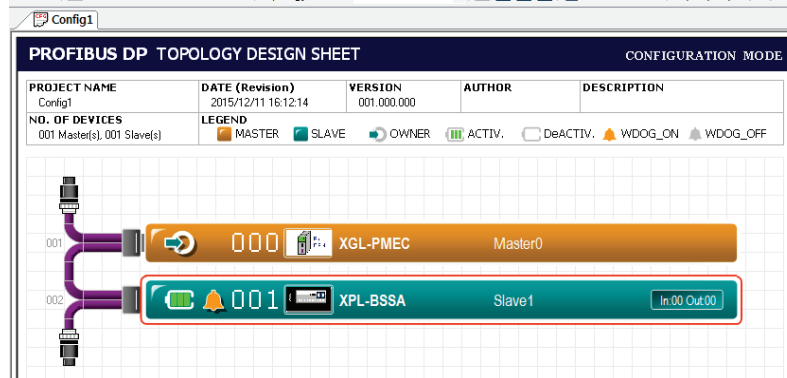 Config1
PROFIBUS DP TOPOLOGY DESIGN SHEET CONFIGURATION MODE
PROJECT NAME DATE (Revision) VERSION AUTHOR DESCRIPTION
Config1 2015/12/11 16:12:14 001.000.000
NO. OF DEVICES LEGEND
001 Master(s), 001 Slave(s) MASTER SLAVE OWNER ACTIV. DeACTIV. WDOG_ON WDOG_OFF
001 000 XGL-PMEC Master0
002 001 XPL-BSSA Slave1 In:00 Out:00